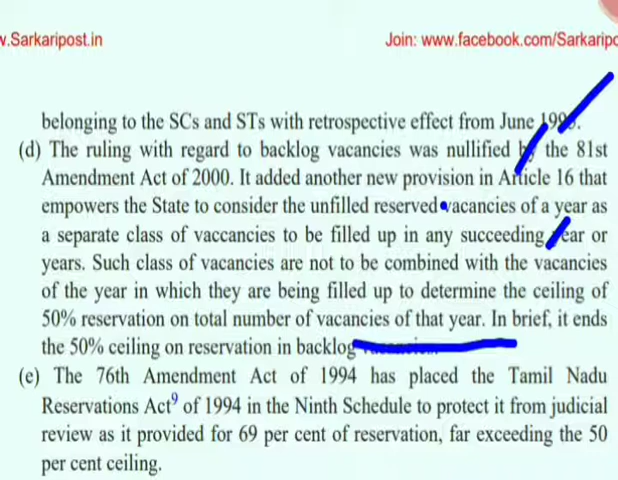 v.Sarkaripost.in
Join: www.facebook.com/Sarkaripo
belonging to the SCs and STs with retrospective effect from June
(d) The ruling with regard to backlog vacancies was nullified by the 81st
Amendment Act of 2000. It added another new provision in Article 16 that
empowers the State to consider the unfilled reserved vacancies of a year as
a separate class of vaccancies to be filled up in any succeeding year or
years. Such class of vacancies are not to be combined with the vacancies
of the year in which they are being filled up to determine the ceiling of
50% reservation on total number of vacancies of that year. In brief, it ends
the 50% ceiling on reservation in backlog
(e) The 76th Amendment Act of 1994 has placed the Tamil Nadu
Reservations Act⁹ of 1994 in the Ninth Schedule to protect it from judicial
review as it provided for 69 per cent of reservation, far exceeding the 50
per cent ceiling.